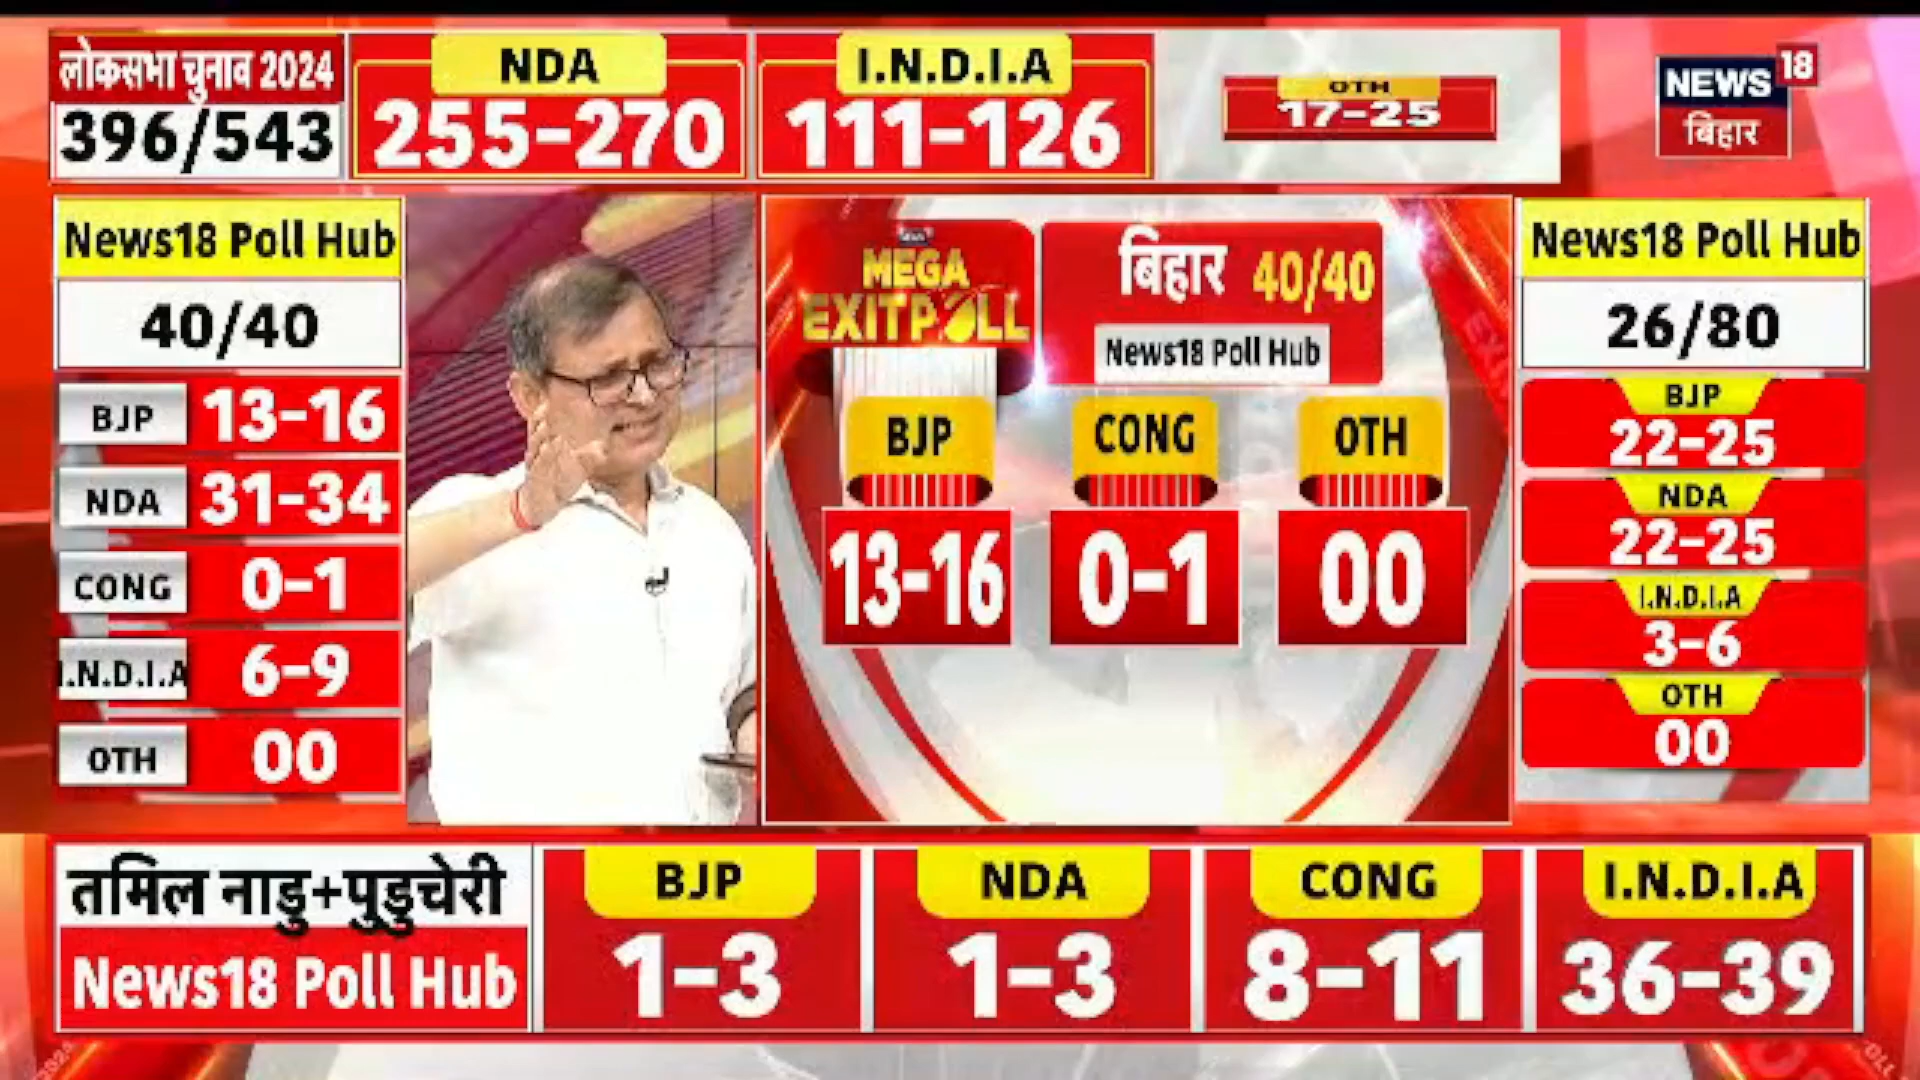 लोकसभा चुनाव 2024
396/543
NDA
255-270
I.N.D.I.A
111-126
OTH
17-25
NEWS 18
बिहार
News18 Poll Hub
40/40
BJP 13-16
NDA 31-34
CONG 0-1
I.N.D.I.A 6-9
OTH 00
MEGA
EXIT POLL
बिहार 40/40
News18 Poll Hub
BJP CONG OTH
13-16 0-1 00
News18 Poll Hub
26/80
BJP
22-25
NDA
22-25
I.N.D.I.A
3-6
OTH
00
तमिल नाडु+पुडुचेरी
News18 Poll Hub
BJP NDA CONG I.N.D.I.A
1-3 1-3 8-11 36-39